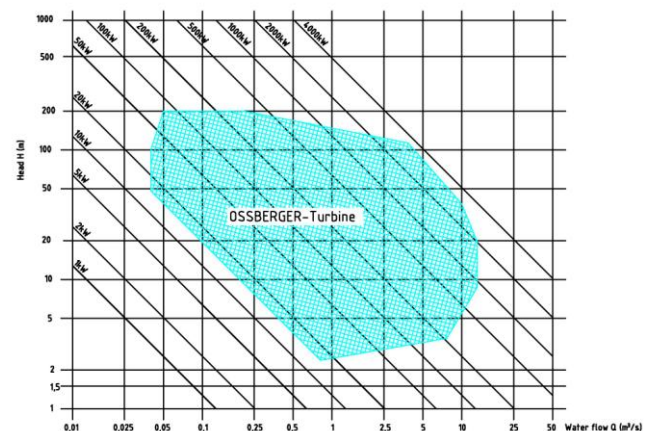 1000
500
200
100
50
20
10
5
2
1,5
1
Head H (m)
50kW
100kW
200kW
500kW
1000kW
2000kW
4000kW
20kW
10kW
5kW
2kW
1kW
OSSBERGER-Turbine
0,01 0,025 0,05 0,1 0,25 0,5 1 2,5 5 10 25 50 Water flow Q (m³/s)